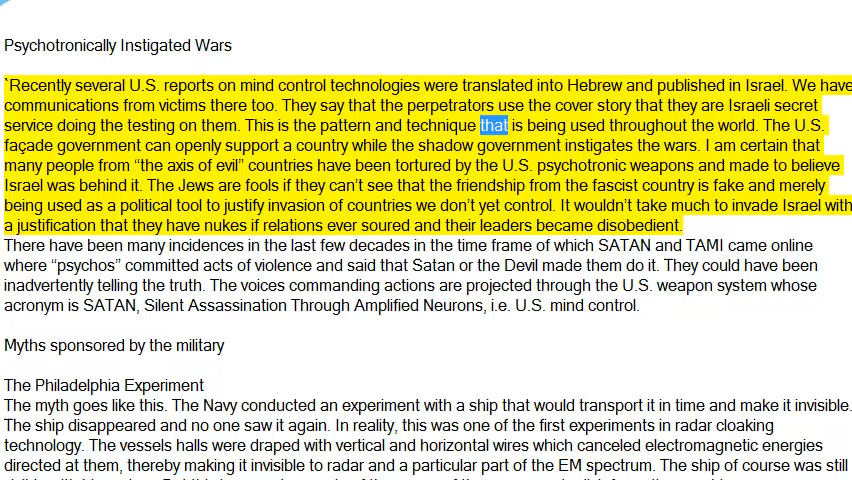 Psychotronically Instigated Wars
`Recently several U.S. reports on mind control technologies were translated into Hebrew and published in Israel. We have
communications from victims there too. They say that the perpetrators use the cover story that they are Israeli secret
service doing the testing on them. This is the pattern and technique that is being used throughout the world. The U.S.
façade government can openly support a country while the shadow government instigates the wars. I am certain that
many people from “the axis of evil” countries have been tortured by the U.S. psychotronic weapons and made to believe
Israel was behind it. The Jews are fools if they can’t see that the friendship from the fascist country is fake and merely
being used as a political tool to justify invasion of countries we don’t yet control. It wouldn’t take much to invade Israel with
a justification that they have nukes if relations ever soured and their leaders became disobedient.
There have been many incidences in the last few decades in the time frame of which SATAN and TAMI came online
where “psychos” committed acts of violence and said that Satan or the Devil made them do it. They could have been
inadvertently telling the truth. The voices commanding actions are projected through the U.S. weapon system whose
acronym is SATAN, Silent Assassination Through Amplified Neurons, i.e. U.S. mind control.
Myths sponsored by the military
The Philadelphia Experiment
The myth goes like this. The Navy conducted an experiment with a ship that would transport it in time and make it invisible.
The ship disappeared and no one saw it again. In reality, this was one of the first experiments in radar cloaking
technology. The vessels halls were draped with vertical and horizontal wires which canceled electromagnetic energies
directed at them, thereby making it invisible to radar and a particular part of the EM spectrum. The ship of course was still